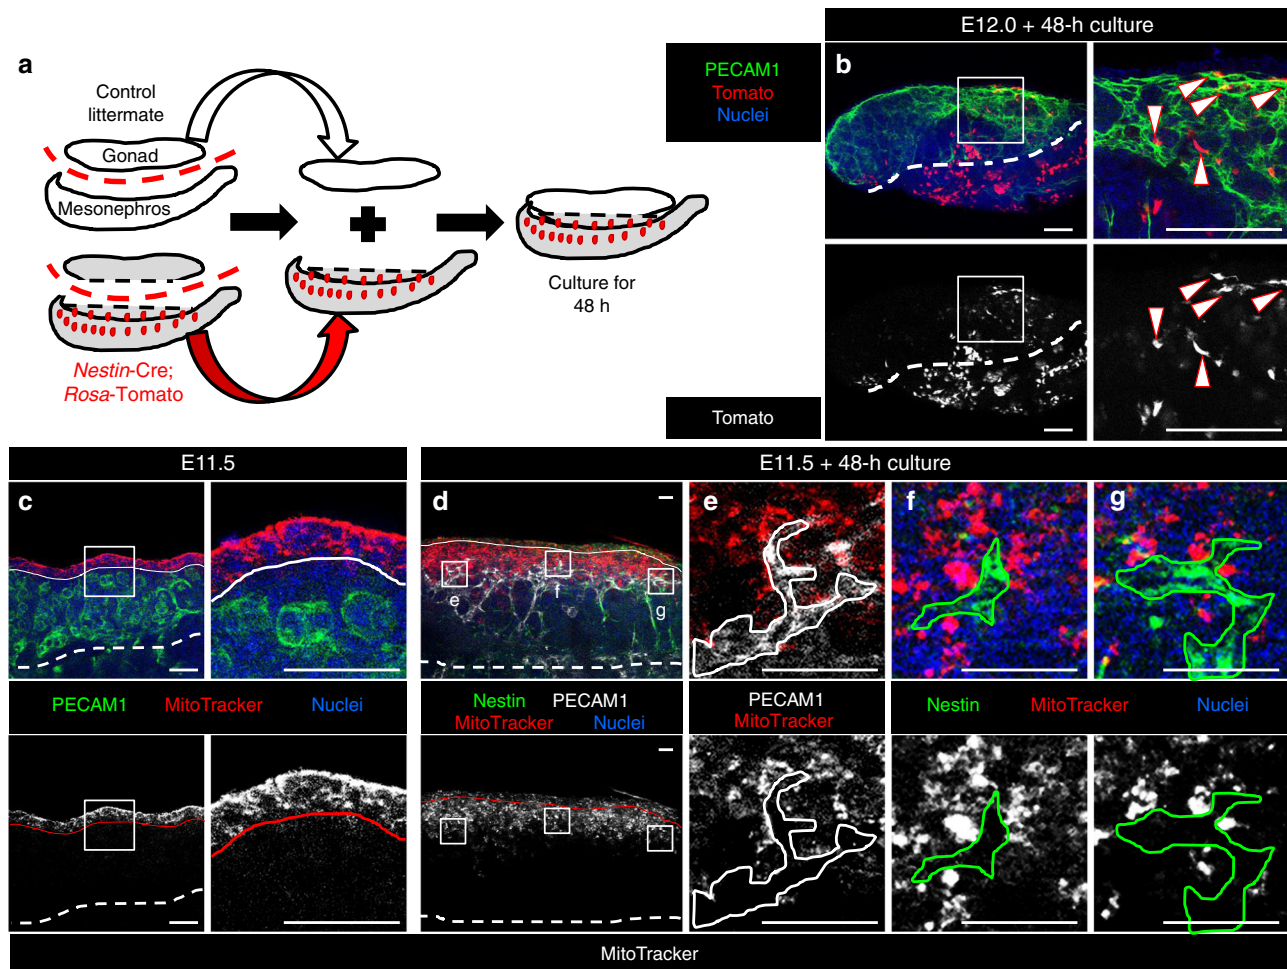 a
Control
littermate
Gonad
Mesonephros
Nestin-Cre;
Rosa-Tomato
Culture for
48 h
PECAM1
Tomato
Nuclei
Tomato
E12.0 + 48-h culture
b
E11.5
E11.5 + 48-h culture
c
d
e
f
g
e
f
g
PECAM1 MitoTracker Nuclei
Nestin PECAM1
MitoTracker Nuclei
PECAM1
MitoTracker
Nestin MitoTracker Nuclei
MitoTracker